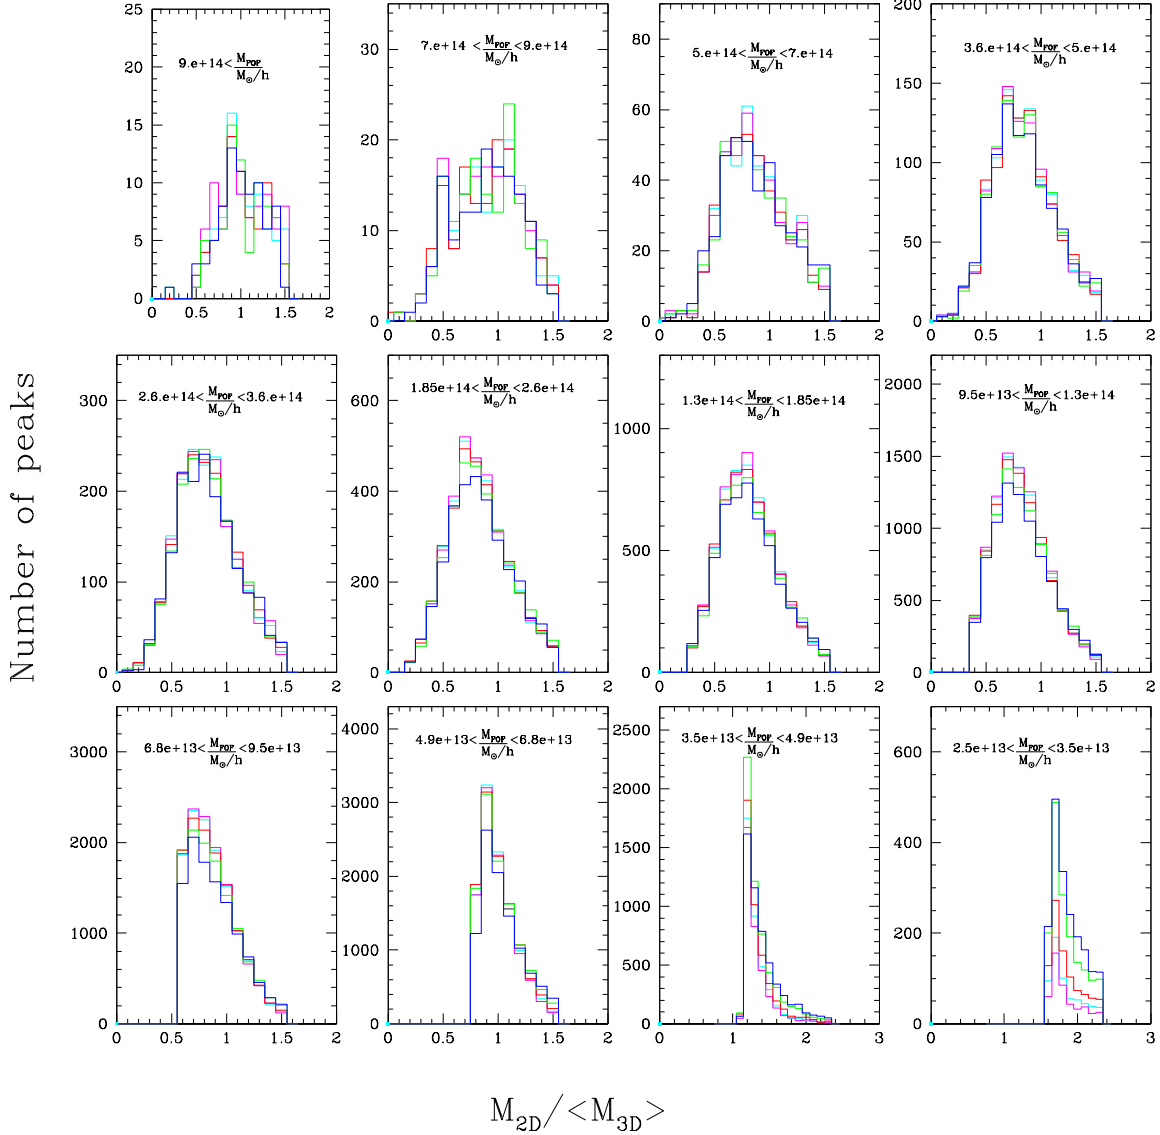 9.e+14< M_FOF / M_⊙/h
7.e+14 < M_FOF / M_⊙/h <9.e+14
5.e+14< M_FOF / M_⊙/h <7.e+14
3.6.e+14< M_FOF / M_⊙/h <5.e+14
25 20 15 10 5 0
0 0.5 1 1.5 2
30 20 10 0
0 0.5 1 1.5 2
80 60 40 20 0
0 0.5 1 1.5 2
200 150 100 50 0
0 0.5 1 1.5 2
2.6.e+14< M_FOF / M_⊙/h <3.6.e+14
1.85e+14< M_FOF / M_⊙/h <2.6e+14
1.3e+14< M_FOF / M_⊙/h <1.85e+14
9.5e+13< M_FOF / M_⊙/h <1.3e+14
300 200 100 0
0 0.5 1 1.5 2
600 400 200 0
0 0.5 1 1.5 2
1000 500 0
0 0.5 1 1.5 2
2000 1500 1000 500 0
0 0.5 1 1.5 2
6.8e+13< M_FOF / M_⊙/h <9.5e+13
4.9e+13< M_FOF / M_⊙/h <6.8e+13
3.5e+13< M_FOF / M_⊙/h <4.9e+13
2.5e+13< M_FOF / M_⊙/h <3.5e+13
3000 2000 1000 0
0 0.5 1 1.5 2
4000 3000 2000 1000 0
0 0.5 1 1.5 2
2500 2000 1500 1000 500 0
0 1 2 3
600 400 200 0
0 1 2 3
Number of peaks
M_2D/<M_3D>